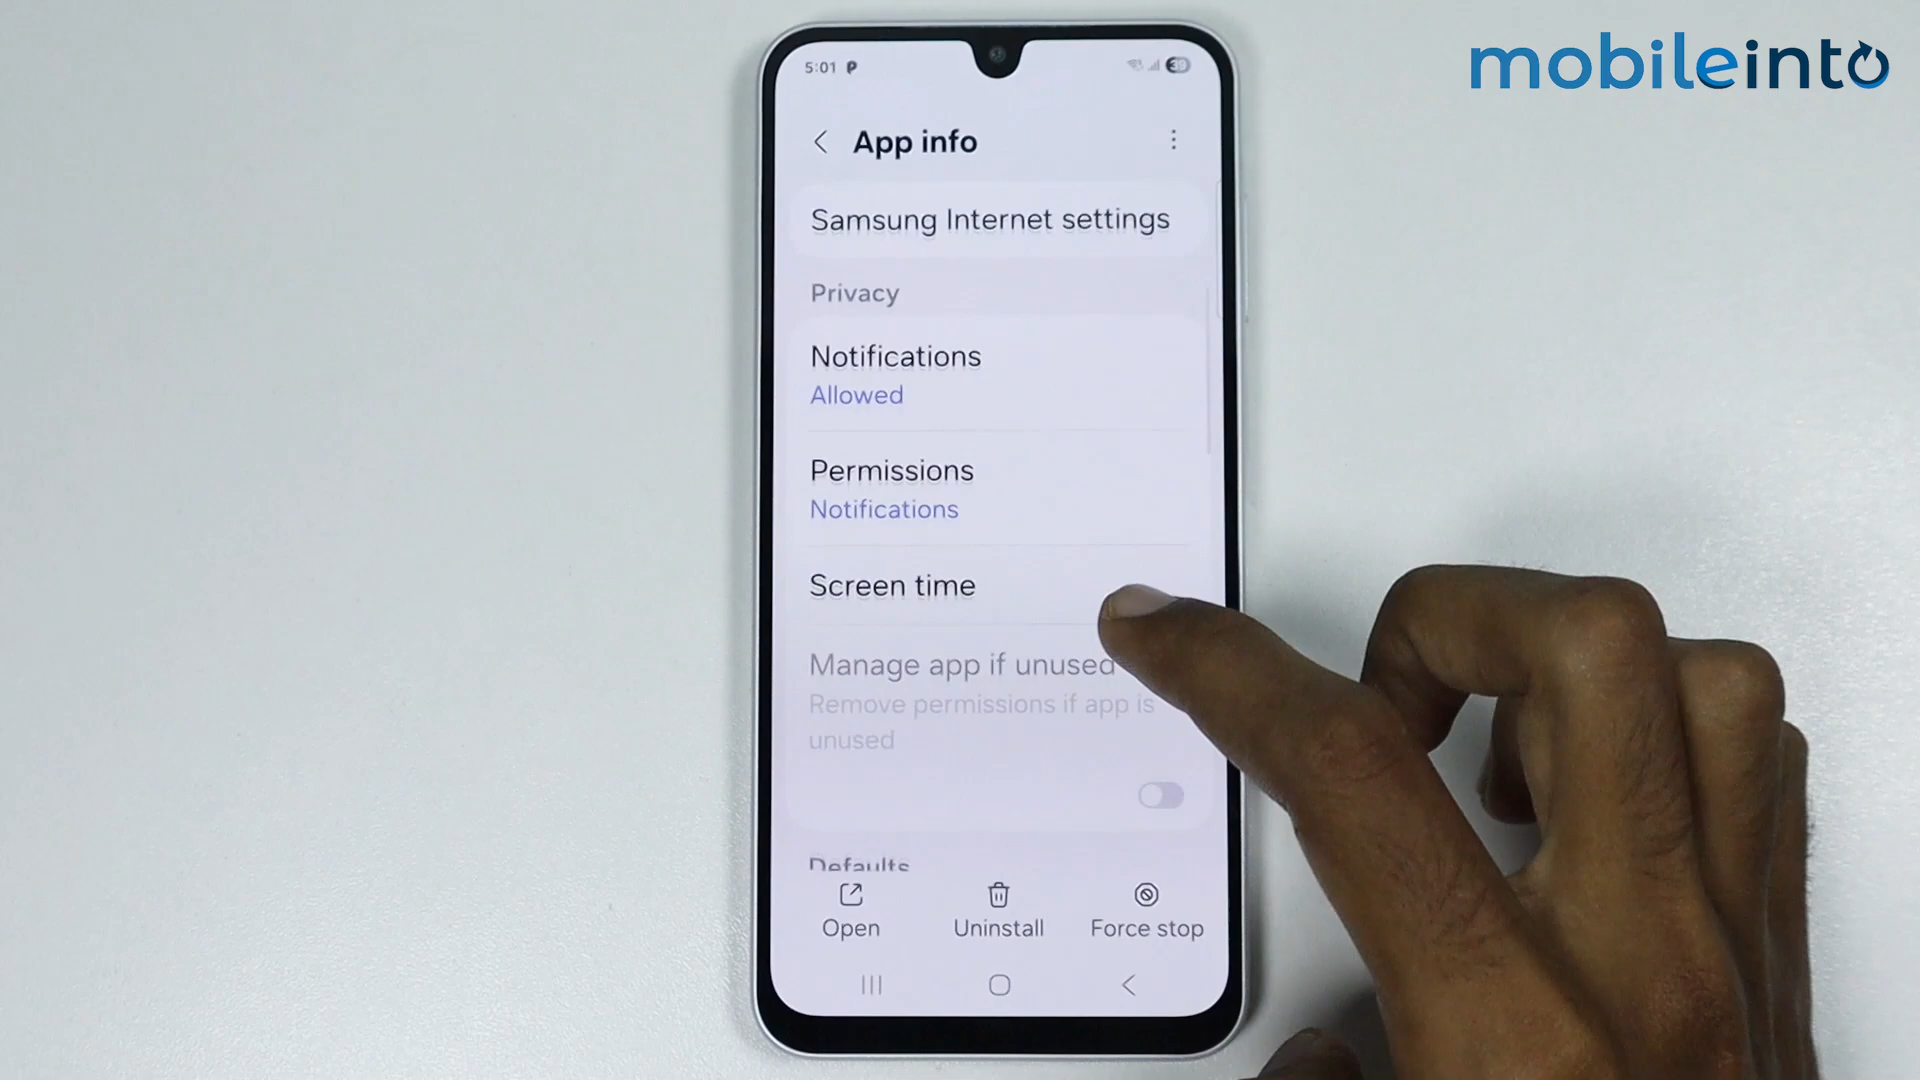 mobileinto
5:01 P
39
App info
Samsung Internet settings
Privacy
Notifications
Allowed
Permissions
Notifications
Screen time
Manage app if unused
Remove permissions if app is
unused
Defaults
Open
Uninstall
Force stop